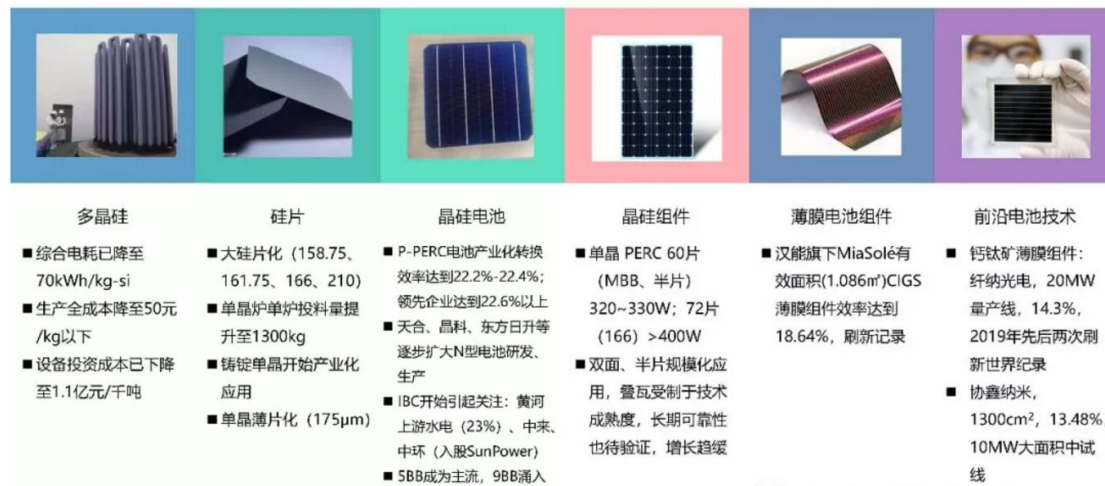 多晶硅
■ 综合电耗已降至
70kWh/kg-si
■ 生产全成本降至50元
/kg以下
■ 设备投资成本已下降
至1.1亿元/千吨
硅片
■ 大硅片化（158.75、
161.75、166、210）
■ 单晶炉单炉投料量提
升至1300kg
■ 铸锭单晶开始产业化
应用
■ 单晶薄片化（175μm）
晶硅电池
■ P-PERC电池产业化转换
效率达到22.2%-22.4%；
领先企业达到22.6%以上
■ 天合、晶科、东方日升等
逐步扩大N型电池研发、
生产
■ IBC开始引起关注：黄河
上游水电（23%）、中来、
中环（入股SunPower）
■ 5BB成为主流，9BB涌入
晶硅组件
■ 单晶 PERC 60片
（MBB、半片）
320~330W；72片
（166）>400W
■ 双面、半片规模化应
用，叠瓦受制于技术
成熟度，长期可靠性
也待验证，增长趋缓
薄膜电池组件
■ 汉能旗下MiaSolé有
效面积(1.086㎡)CIGS
薄膜组件效率达到
18.64%，刷新记录
前沿电池技术
■ 钙钛矿薄膜组件：
纤纳光电，20MW
量产线，14.3%，
2019年先后两次刷
新世界纪录
■ 协鑫纳米，
1300cm²，13.48%，
10MW大面积中试
线